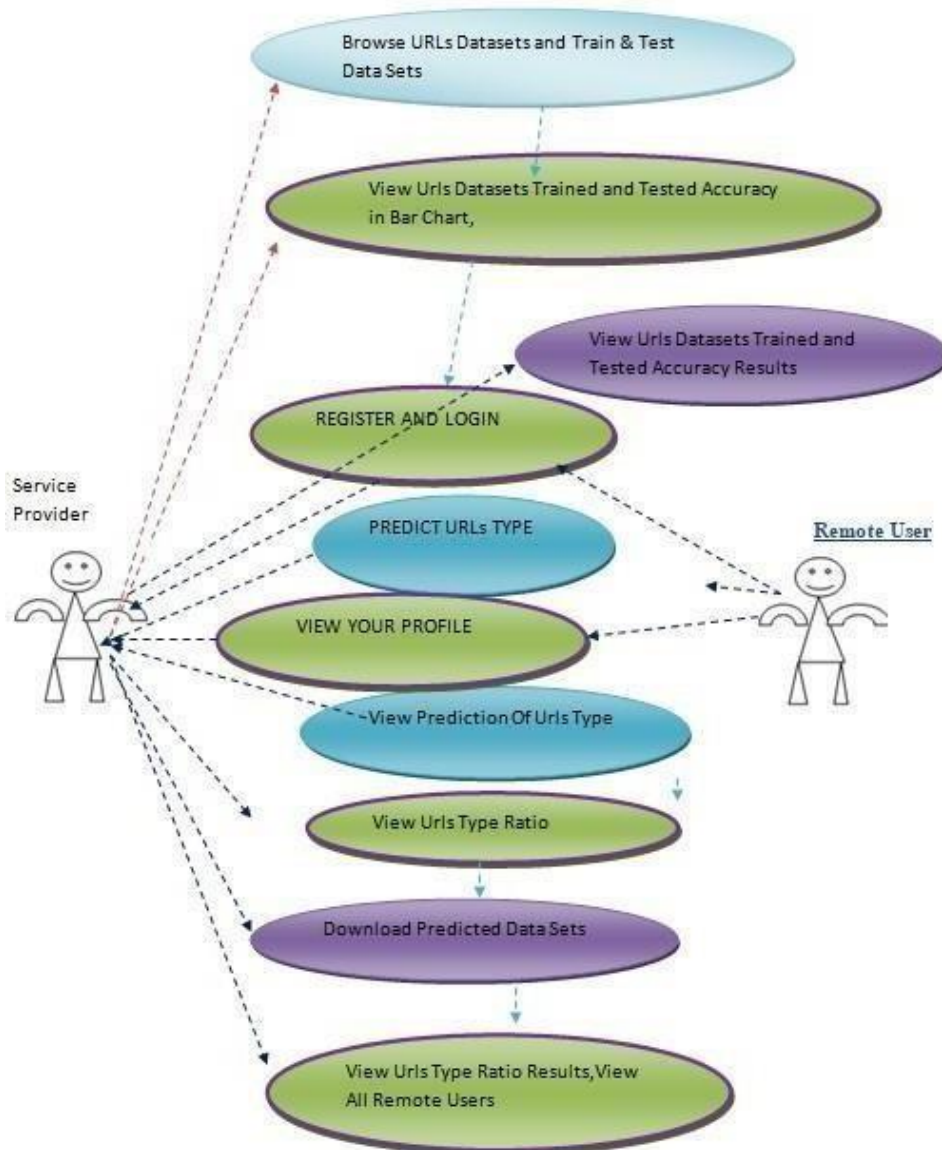 Browse URLs Datasets and Train & Test
Data Sets
View Urls Datasets Trained and Tested Accuracy
in Bar Chart,
View Urls Datasets Trained and
Tested Accuracy Results
REGISTER AND LOGIN
Service
Provider
PREDICT URLs TYPE
Remote User
VIEW YOUR PROFILE
View Prediction Of Urls Type
View Urls Type Ratio
Download Predicted Data Sets
View Urls Type Ratio Results,View
All Remote Users